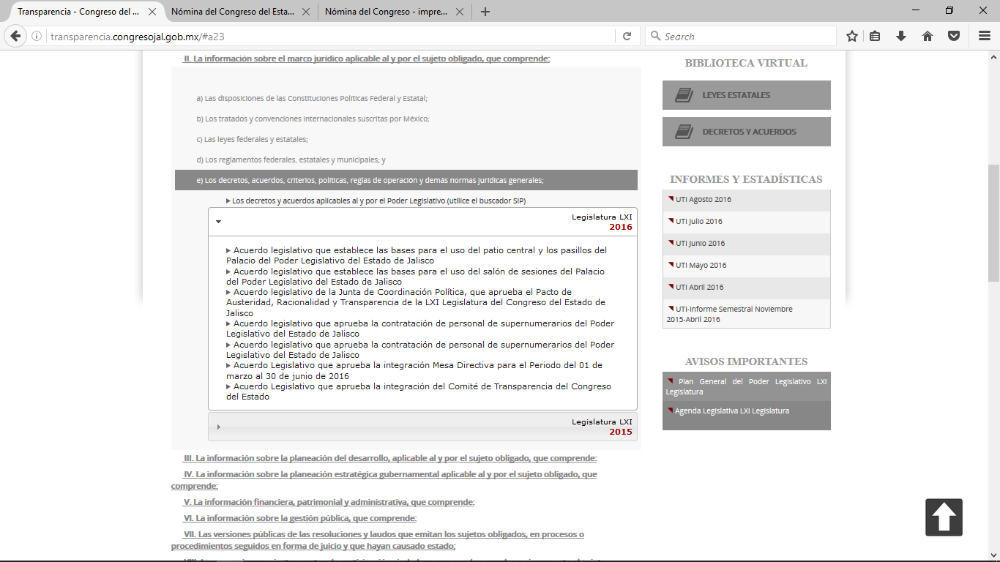 Transparencia - Congreso del ...
Nómina del Congreso del Esta...
Nómina del Congreso - impre...
transparencia.congresojal.gob.mx/#a23
Search
II. La información sobre el marco jurídico aplicable al y por el sujeto obligado, que comprende:
a) Las disposiciones de las Constituciones Políticas Federal y Estatal;
b) Los tratados y convenciones internacionales suscritas por México;
c) Las leyes federales y estatales;
d) Los reglamentos federales, estatales y municipales; y
e) Los decretos, acuerdos, criterios, políticas, reglas de operación y demás normas jurídicas generales;
Los decretos y acuerdos aplicables al y por el Poder Legislativo (utilice el buscador SIP)
Legislatura LXI
2016
Acuerdo legislativo que establece las bases para el uso del patio central y los pasillos del
Palacio del Poder Legislativo del Estado de Jalisco
Acuerdo legislativo que establece las bases para el uso del salón de sesiones del Palacio
del Poder Legislativo del Estado de Jalisco
Acuerdo legislativo de la Junta de Coordinación Política, que aprueba el Pacto de
Austeridad, Racionalidad y Transparencia de la LXI Legislatura del Congreso del Estado de
Jalisco
Acuerdo legislativo que aprueba la contratación de personal de supernumerarios del Poder
Legislativo del Estado de Jalisco
Acuerdo legislativo que aprueba la contratación de personal de supernumerarios del Poder
Legislativo del Estado de Jalisco
Acuerdo Legislativo que aprueba la integración Mesa Directiva para el Periodo del 01 de
marzo al 30 de junio de 2016
Acuerdo Legislativo que aprueba la integración del Comité de Transparencia del Congreso
del Estado
Legislatura LXI
2015
III. La información sobre la planeación del desarrollo, aplicable al y por el sujeto obligado, que comprende:
IV. La información sobre la planeación estratégica gubernamental aplicable al y por el sujeto obligado, que
comprende:
V. La información financiera, patrimonial y administrativa, que comprende:
VI. La información sobre la gestión pública, que comprende:
VII. Las versiones públicas de las resoluciones y laudos que emitan los sujetos obligados, en procesos o
procedimientos seguidos en forma de juicio y que hayan causado estado;
BIBLIOTECA VIRTUAL
LEYES ESTATALES
DECRETOS Y ACUERDOS
INFORMES Y ESTADÍSTICAS
UTI Agosto 2016
UTI Julio 2016
UTI Junio 2016
UTI Mayo 2016
UTI Abril 2016
UTI-Informe Semestral Noviembre
2015-Abril 2016
AVISOS IMPORTANTES
Plan General del Poder Legislativo LXI
Legislatura
Agenda Legislativa LXI Legislatura